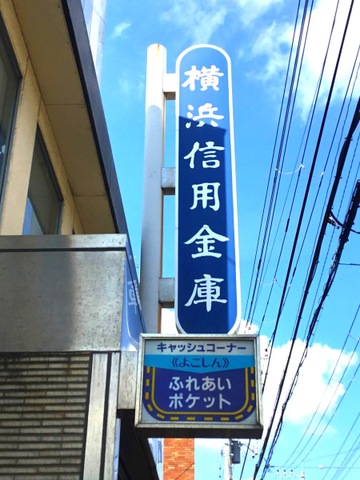 横浜信用金庫
キャッシュコーナー
《よこしん》
ふれあい
ポケット